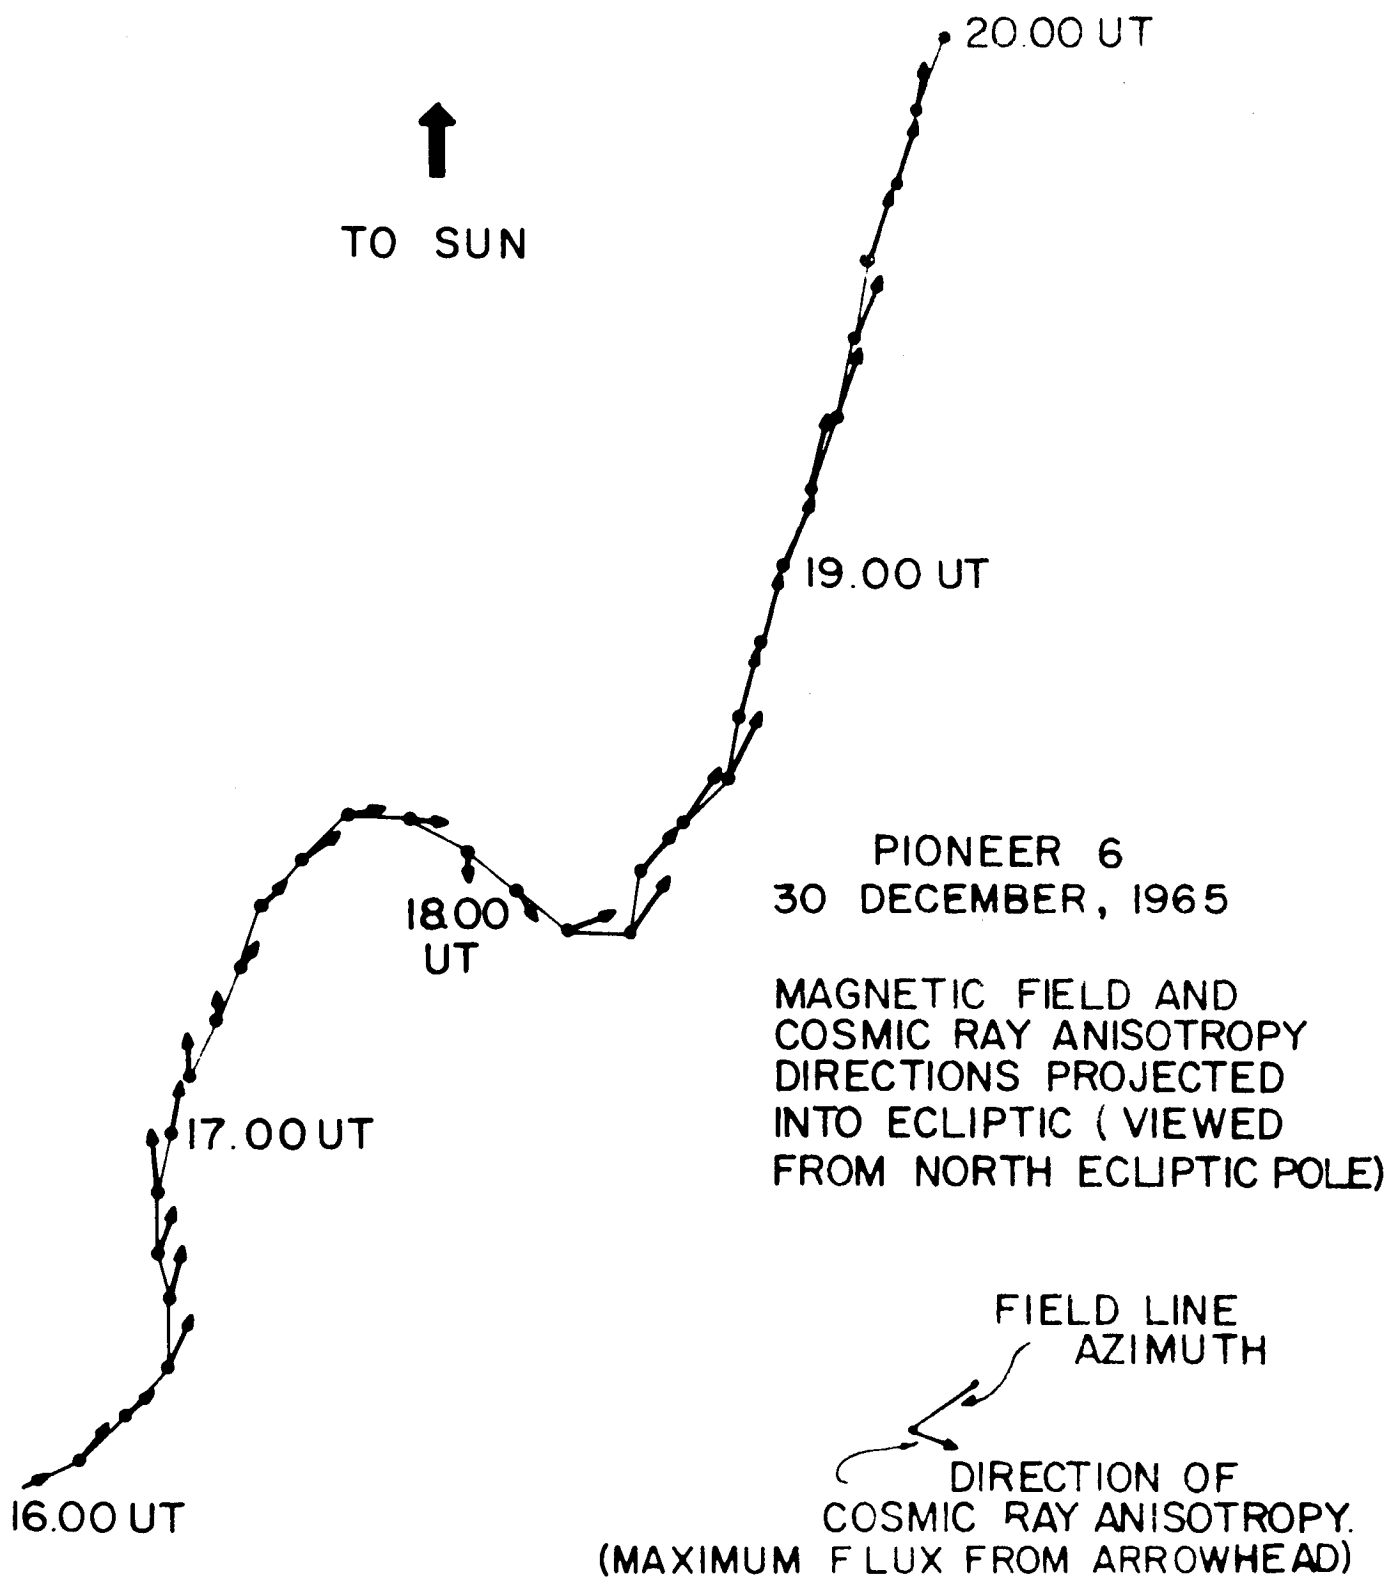 20.00 UT
TO SUN
19.00 UT
PIONEER 6
30 DECEMBER, 1965
18.00
UT
MAGNETIC FIELD AND
COSMIC RAY ANISOTROPY
DIRECTIONS PROJECTED
INTO ECLIPTIC (VIEWED
FROM NORTH ECLIPTIC POLE)
17.00 UT
FIELD LINE
AZIMUTH
DIRECTION OF
COSMIC RAY ANISOTROPY.
(MAXIMUM FLUX FROM ARROWHEAD)
16.00 UT